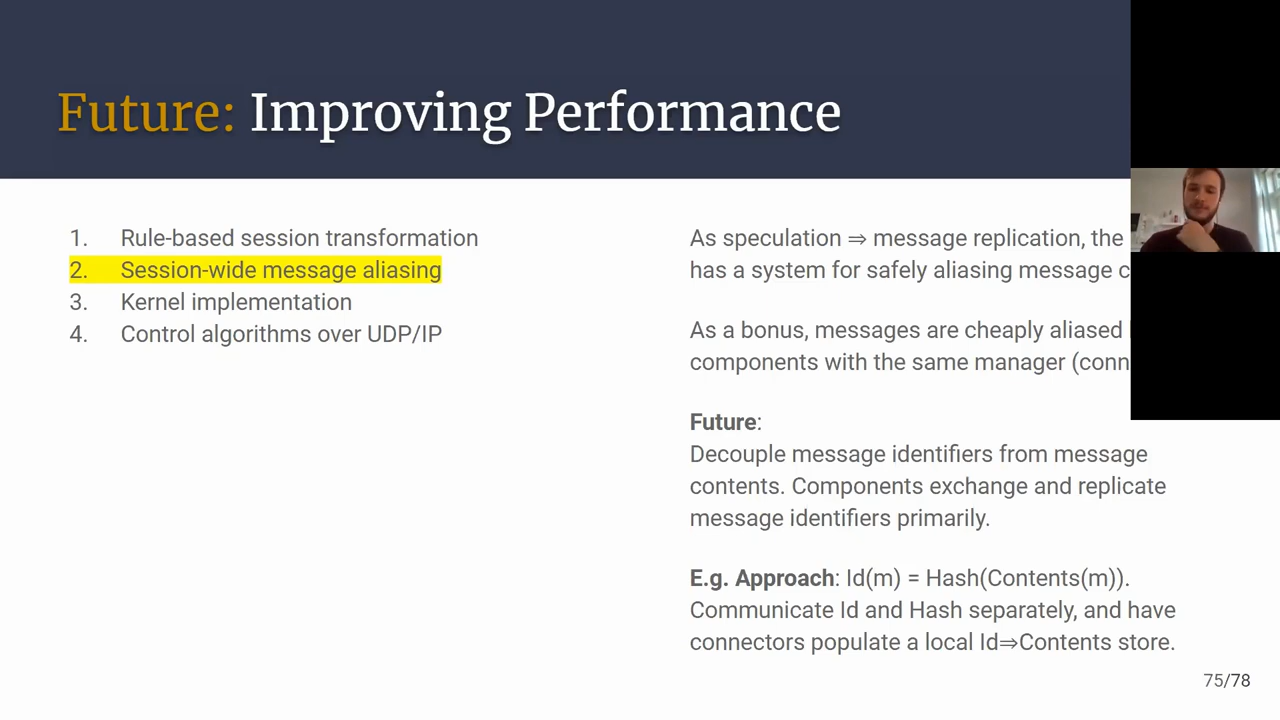 Future: Improving Performance
1. Rule-based session transformation
2. Session-wide message aliasing
3. Kernel implementation
4. Control algorithms over UDP/IP
As speculation ⇒ message replication, the
has a system for safely aliasing message
As a bonus, messages are cheaply aliased
components with the same manager
Future:
Decouple message identifiers from message
contents. Components exchange and replicate
message identifiers primarily.
E.g. Approach: Id(m) = Hash(Contents(m)).
Communicate Id and Hash separately, and have
connectors populate a local Id⇒Contents store.
75/78